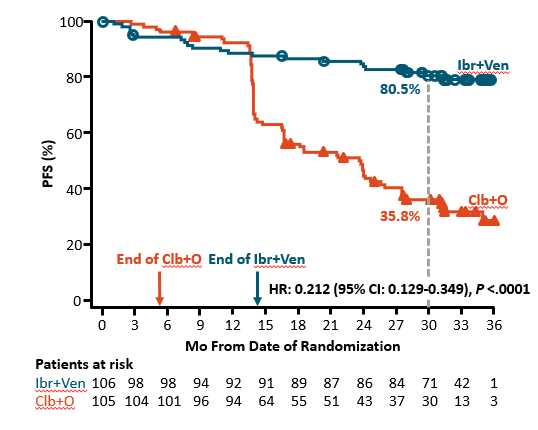 100
80
60
40
20
0
PFS (%)
Ibr+Ven
80.5%
Clb+O
35.8%
End of Clb+O End of Ibr+Ven
HR: 0.212 (95% CI: 0.129-0.349), P <.0001
0 3 6 9 12 15 18 21 24 27 30 33 36
Mo From Date of Randomization
Patients at risk
Ibr+Ven 106 98 98 94 92 91 89 87 86 84 71 42 1
Clb+O 105 104 101 96 94 64 55 51 43 37 30 13 3